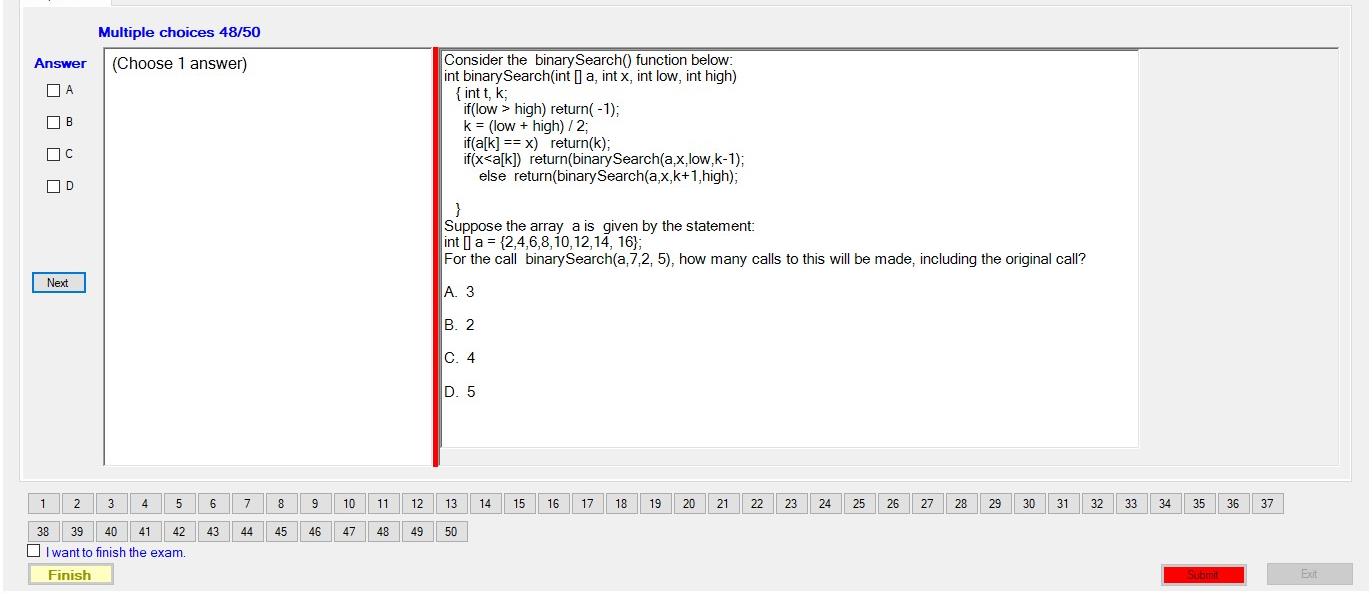 Multiple choices 48/50
Answer
(Choose 1 answer)
A
B
C
D
Next
Consider the binarySearch() function below:
int binarySearch(int [] a, int x, int low, int high)
{ int t, k;
if(low > high) return( -1);
k = (low + high) / 2;
if(a[k] == x) return(k);
if(x<a[k]) return(binarySearch(a,x,low,k-1);
else return(binarySearch(a,x,k+1,high);
}
Suppose the array a is given by the statement:
int [] a = {2,4,6,8,10,12,14, 16};
For the call binarySearch(a,7,2, 5), how many calls to this will be made, including the original call?
A. 3
B. 2
C. 4
D. 5
1 2 3 4 5 6 7 8 9 10 11 12 13 14 15 16 17 18 19 20 21 22 23 24 25 26 27 28 29 30 31 32 33 34 35 36 37
38 39 40 41 42 43 44 45 46 47 48 49 50
I want to finish the exam.
Finish
Submit
Exit